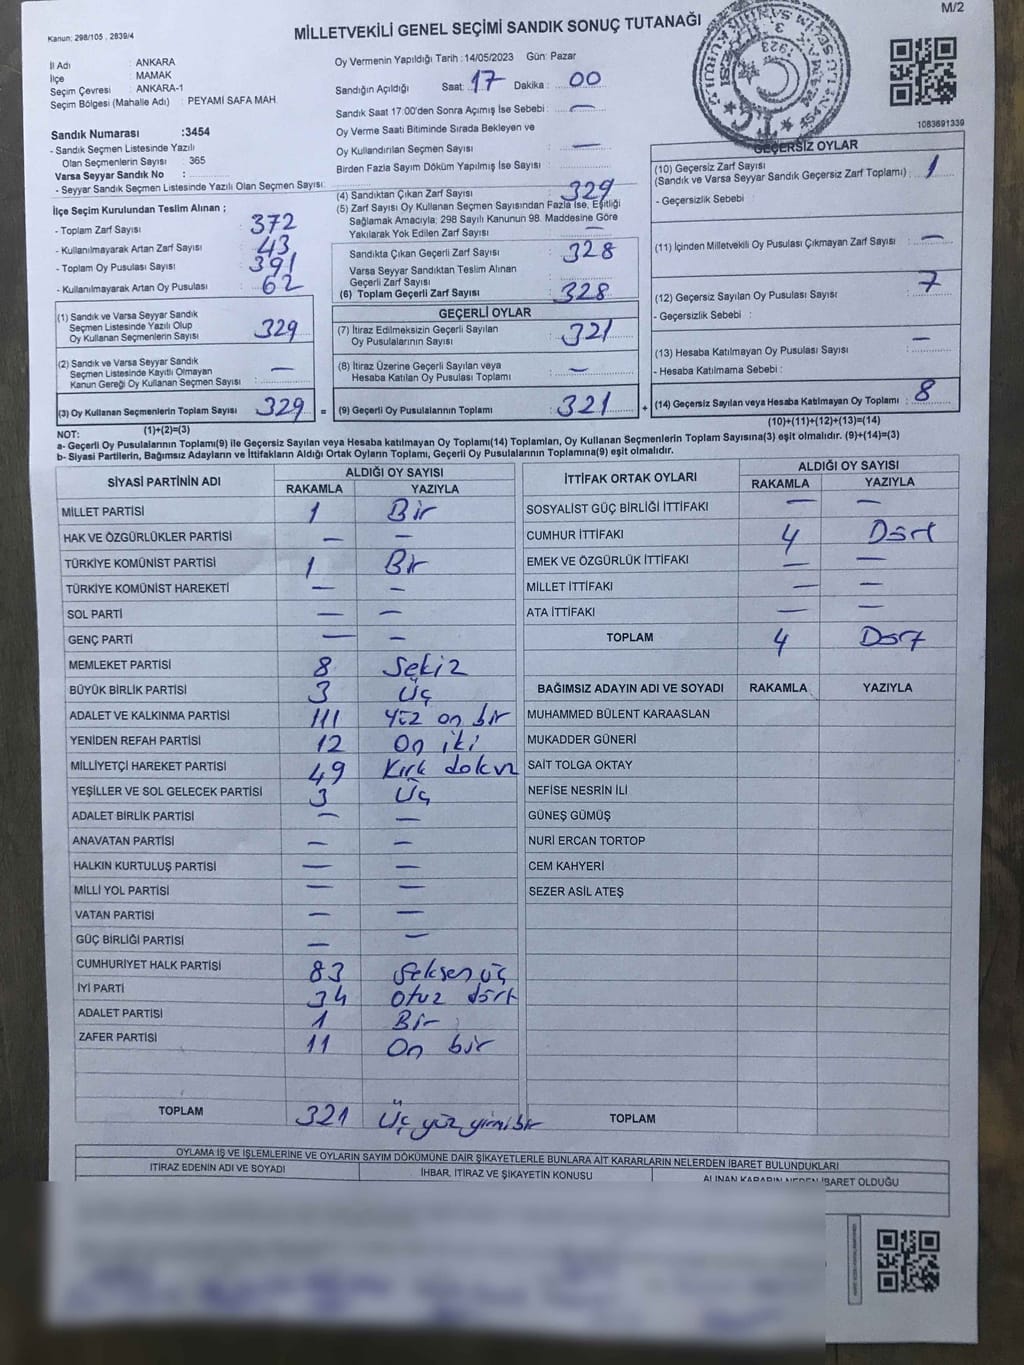 M/2
Kanun: 298/105 , 2839/4
MİLLETVEKİLİ GENEL SEÇİMİ SANDIK SONUÇ TUTANAĞI
İl Adı : ANKARA
İlçe : MAMAK
Seçim Çevresi : ANKARA-1
Seçim Bölgesi (Mahalle Adı) : PEYAMİ SAFA MAH.
Sandık Numarası :3454
- Sandık Seçmen Listesinde Yazılı
Olan Seçmenlerin Sayısı : 365
Varsa Seyyar Sandık No :
- Seyyar Sandık Seçmen Listesinde Yazılı Olan Seçmen Sayısı:
İlçe Seçim Kurulundan Teslim Alınan ;
- Toplam Zarf Sayısı : 372
- Kullanılmayarak Artan Zarf Sayısı : 43
- Toplam Oy Pusulası Sayısı : 391
- Kullanılmayarak Artan Oy Pusulası : 62
(1) Sandık ve Varsa Seyyar Sandık
Seçmen Listesinde Yazılı Olup
Oy Kullanan Seçmenlerin Sayısı : 329
(2) Sandık ve Varsa Seyyar Sandık
Seçmen Listesinde Kayıtlı Olmayan
Kanun Gereği Oy Kullanan Seçmen Sayısı : —
(3) Oy Kullanan Seçmenlerin Toplam Sayısı : 329 =
(1)+(2)=(3)
Oy Vermenin Yapıldığı Tarih : 14/05/2023 Gün: Pazar
Sandığın Açıldığı Saat: 17 Dakika : 00
Sandık Saat 17:00'den Sonra Açımış İse Sebebi : —
Oy Verme Saati Bitiminde Sırada Bekleyen ve
Oy Kullandırılan Seçmen Sayısı : —
Birden Fazla Sayım Döküm Yapılmış İse Sayısı :
(4) Sandıktan Çıkan Zarf Sayısı : 329
(5) Zarf Sayısı Oy Kullanan Seçmen Sayısından Fazla İse, Eşitliği
Sağlamak Amacıyla; 298 Sayılı Kanunun 98. Maddesine Göre
Yakılarak Yok Edilen Zarf Sayısı : —
Sandıkta Çıkan Geçerli Zarf Sayısı : 328
Varsa Seyyar Sandıktan Teslim Alınan
Geçerli Zarf Sayısı :
(6) Toplam Geçerli Zarf Sayısı : 328
GEÇERLİ OYLAR
(7) İtiraz Edilmeksizin Geçerli Sayılan
Oy Pusulalarının Sayısı : 321
(8) İtiraz Üzerine Geçerli Sayılan veya
Hesaba Katılan Oy Pusulası Toplamı : —
(9) Geçerli Oy Pusulalarının Toplamı : 321 +
1083691339
GEÇERSİZ OYLAR
(10) Geçersiz Zarf Sayısı
(Sandık ve Varsa Seyyar Sandık Geçersiz Zarf Toplamı) : 1
- Geçersizlik Sebebi :
(11) İçinden Milletvekili Oy Pusulası Çıkmayan Zarf Sayısı : —
(12) Geçersiz Sayılan Oy Pusulası Sayısı : 7
- Geçersizlik Sebebi :
(13) Hesaba Katılmayan Oy Pusulası Sayısı : —
- Hesaba Katılmama Sebebi :
(14) Geçersiz Sayılan veya Hesaba Katılmayan Oy Toplamı : 8
(10)+(11)+(12)+(13)=(14)
NOT:
a- Geçerli Oy Pusulalarının Toplamı(9) ile Geçersiz Sayılan veya Hesaba katılmayan Oy Toplamı(14) Toplamları, Oy Kullanan Seçmenlerin Toplam Sayısına(3) eşit olmalıdır. (9)+(14)=(3)
b- Siyasi Partilerin, Bağımsız Adayların ve İttifakların Aldığı Ortak Oyların Toplamı, Geçerli Oy Pusulalarının Toplamına(9) eşit olmalıdır.
SİYASİ PARTİNİN ADI ALDIĞI OY SAYISI
RAKAMLA YAZIYLA
MİLLET PARTİSİ 1 Bir
HAK VE ÖZGÜRLÜKLER PARTİSİ — —
TÜRKİYE KOMÜNİST PARTİSİ 1 Bir
TÜRKİYE KOMÜNİST HAREKETİ — —
SOL PARTİ — —
GENÇ PARTİ — —
MEMLEKET PARTİSİ 8 Sekiz
BÜYÜK BİRLİK PARTİSİ 3 Üç
ADALET VE KALKINMA PARTİSİ 111 Yüz on bir
YENİDEN REFAH PARTİSİ 12 On iki
MİLLİYETÇİ HAREKET PARTİSİ 49 Kırk dokuz
YEŞİLLER VE SOL GELECEK PARTİSİ 3 Üç
ADALET BİRLİK PARTİSİ — —
ANAVATAN PARTİSİ — —
HALKIN KURTULUŞ PARTİSİ — —
MİLLİ YOL PARTİSİ — —
VATAN PARTİSİ — —
GÜÇ BİRLİĞİ PARTİSİ — —
CUMHURİYET HALK PARTİSİ 83 Seksen üç
İYİ PARTİ 34 Otuz dört
ADALET PARTİSİ 1 Bir
ZAFER PARTİSİ 11 On bir
TOPLAM 321 Üç yüz yirmi bir
İTTİFAK ORTAK OYLARI ALDIĞI OY SAYISI
RAKAMLA YAZIYLA
SOSYALİST GÜÇ BİRLİĞİ İTTİFAKI — —
CUMHUR İTTİFAKI 4 Dört
EMEK VE ÖZGÜRLÜK İTTİFAKI — —
MİLLET İTTİFAKI — —
ATA İTTİFAKI — —
TOPLAM 4 Dört
BAĞIMSIZ ADAYIN ADI VE SOYADI RAKAMLA YAZIYLA
MUHAMMED BÜLENT KARAASLAN
MUKADDER GÜNERİ
SAİT TOLGA OKTAY
NEFİSE NESRİN İLİ
GÜNEŞ GÜMÜŞ
NURİ ERCAN TORTOP
CEM KAHYERİ
SEZER ASİL ATEŞ
TOPLAM
OYLAMA İŞ VE İŞLEMLERİNE VE OYLARIN SAYIM DÖKÜMÜNE DAİR ŞİKAYETLERLE BUNLARA AİT KARARLARIN NELERDEN İBARET BULUNDUKLARI
İTİRAZ EDENİN ADI VE SOYADI İHBAR, İTİRAZ VE ŞİKAYETİN KONUSU ALINAN KARARIN NEDEN İBARET OLDUĞU